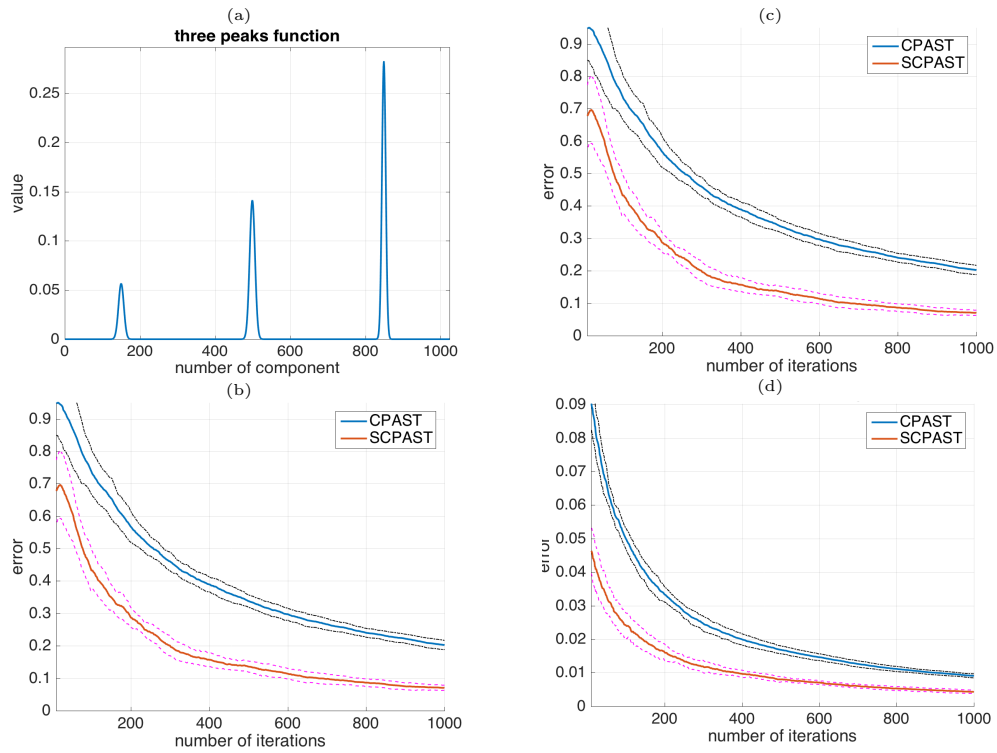 (a)
three peaks function
value
0.25
0.2
0.15
0.1
0.05
0
0 200 400 600 800 1000
number of component
(c)
error
0.9
0.8
0.7
0.6
0.5
0.4
0.3
0.2
0.1
0
CPAST
SCPAST
200 400 600 800 1000
number of iterations
(b)
error
0.9
0.8
0.7
0.6
0.5
0.4
0.3
0.2
0.1
0
CPAST
SCPAST
200 400 600 800 1000
number of iterations
(d)
error
0.09
0.08
0.07
0.06
0.05
0.04
0.03
0.02
0.01
0
CPAST
SCPAST
200 400 600 800 1000
number of iterations